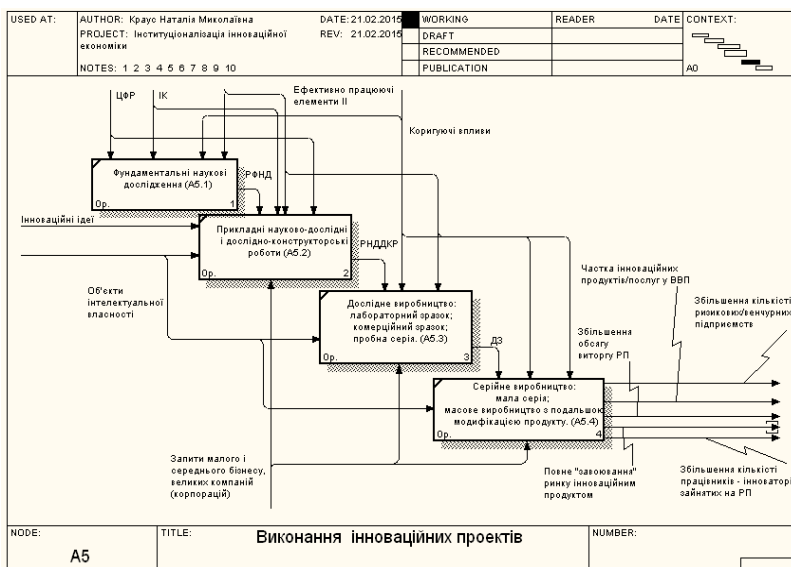 USED AT:
AUTHOR: Краус Наталія Миколаївна
DATE: 21.02.2015
PROJECT: Інституціоналізація інноваційної
економіки
REV: 21.02.2015
NOTES: 1 2 3 4 5 6 7 8 9 10
WORKING
DRAFT
RECOMMENDED
PUBLICATION
READER
DATE
CONTEXT:
A0
ЦФР
ІК
Ефективно працюючі
елементи ІІ
Коригуючі впливи
Фундаментальні наукові
дослідження (А5.1)
0р.
1
РФНД
Інноваційні ідеї
Прикладні науково-дослідні
і дослідно-конструкторські
роботи (А5.2)
0р.
2
РНДДКР
Об'єкти
інтелектуальної
власності
Дослідне виробництво:
лабораторний зразок;
комерційний зразок;
пробна серія. (А5.3)
0р.
3
ДЗ
Частка інноваційних
продуктів/послуг у ВВП
Збільшення кількості
ризикових/венчурних
підприємств
Збільшення
обсягу
виторгу РП
Серійне виробництво:
мала серія;
масове виробництво з подальшою
модифікацією продукту. (А5.4)
0р.
4
Запити малого і
середнього бізнесу,
великих компаній
(корпорацій)
Повне "завоювання"
ринку інноваційним
продуктом
Збільшення кількості
працівників - інноваторі
зайнятих на РП
NODE:
A5
TITLE:
Виконання інноваційних проектів
NUMBER: